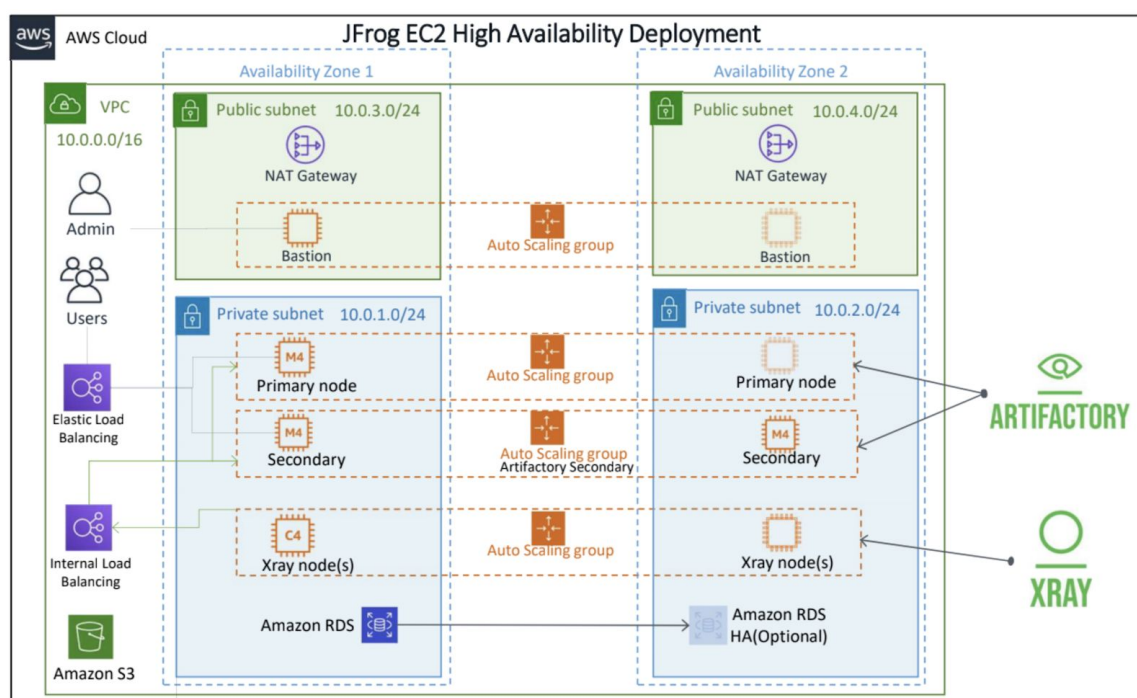 aws
AWS Cloud
JFrog EC2 High Availability Deployment
Availability Zone 1
Availability Zone 2
VPC
10.0.0.0/16
Public subnet 10.0.3.0/24
Public subnet 10.0.4.0/24
NAT Gateway
NAT Gateway
Admin
Bastion
Auto Scaling group
Bastion
Users
Private subnet 10.0.1.0/24
Private subnet 10.0.2.0/24
M4
Primary node
Auto Scaling group
Primary node
Elastic Load
Balancing
M4
Secondary
Auto Scaling group
Artifactory Secondary
M4
Secondary
ARTIFACTORY
Internal Load
Balancing
C4
Xray node(s)
Auto Scaling group
Xray node(s)
XRAY
Amazon RDS
Amazon RDS
HA(Optional)
Amazon S3